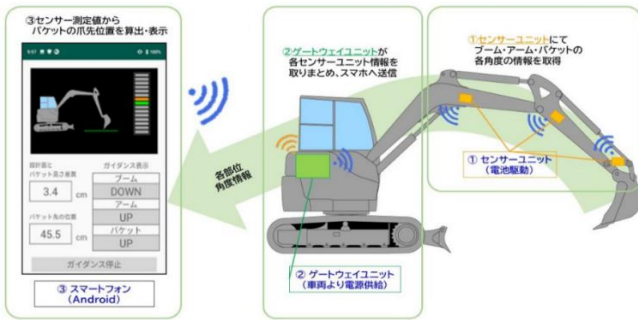 ③センサー測定値から
バケットの爪先位置を算出・表示
9:57
100%
設計面と
バケット高さ差異
3.4 cm
バケット先の位置
45.5 cm
ガイダンス表示
ブーム
DOWN
アーム
UP
バケット
UP
ガイダンス停止
③ スマートフォン
(Android)
各部位
角度情報
②ゲートウェイユニットが
各センサーユニット情報を
取りまとめ、スマホへ送信
② ゲートウェイユニット
(車両より電源供給)
①センサーユニットにて
ブーム・アーム・バケットの
各角度の情報を取得
① センサーユニット
(電池駆動)